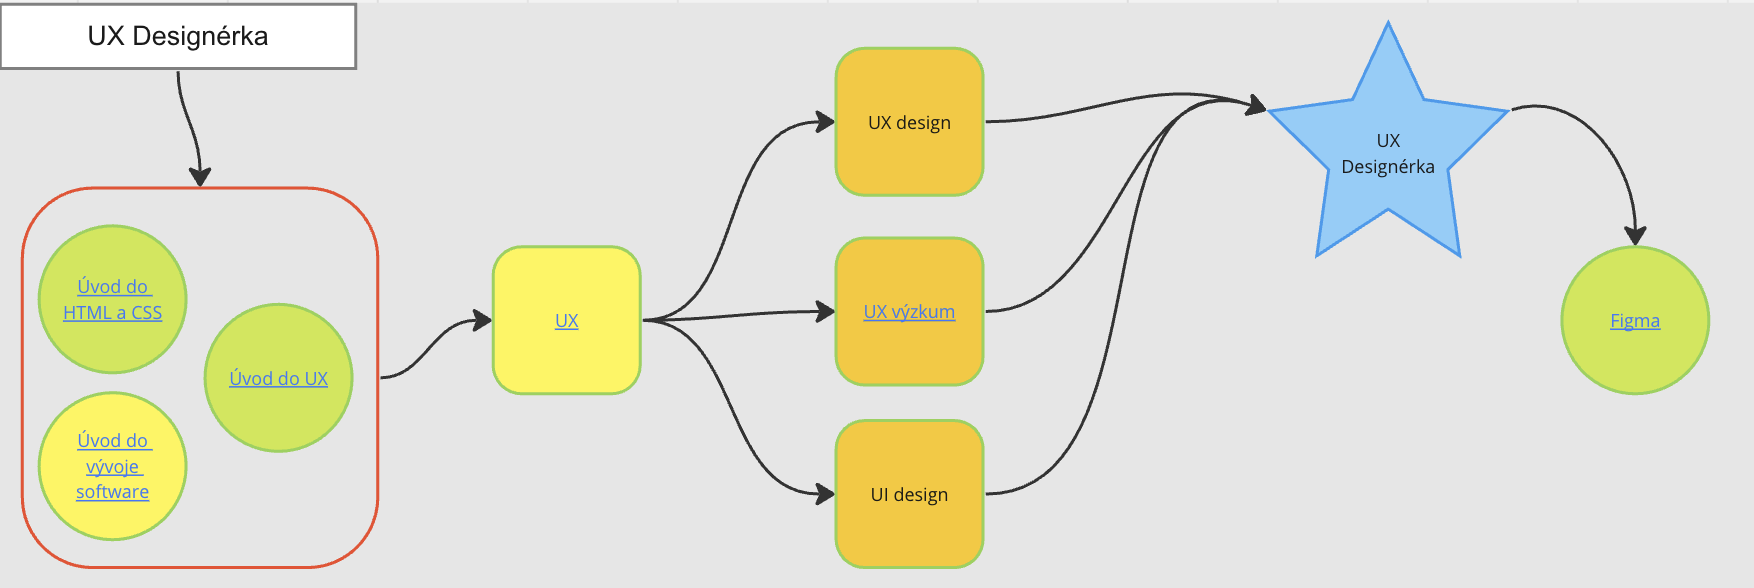 UX Designérka
Úvod do
HTML a CSS
Úvod do UX
Úvod do
vývoje
software
UX
UX design
UX výzkum
UI design
UX
Designérka
Figma